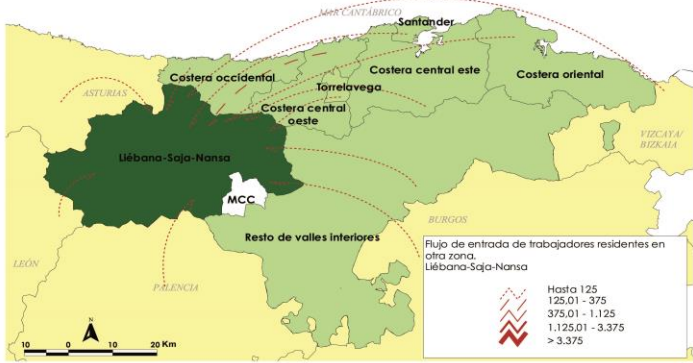 MAR CANTÁBRICO
Santander
Costera occidental
Costera central este
Costera oriental
ASTURIAS
Torrelavega
Costera central
oeste
VIZCAYA/
BIZKAIA
Liébana-Saja-Nansa
MCC
BURGOS
Resto de valles interiores
LEÓN
PALENCIA
Flujo de entrada de trabajadores residentes en
otra zona.
Liébana-Saja-Nansa
Hasta 125
125,01 - 375
375,01 - 1.125
1.125,01 - 3.375
> 3.375
10 0 10 20 Km